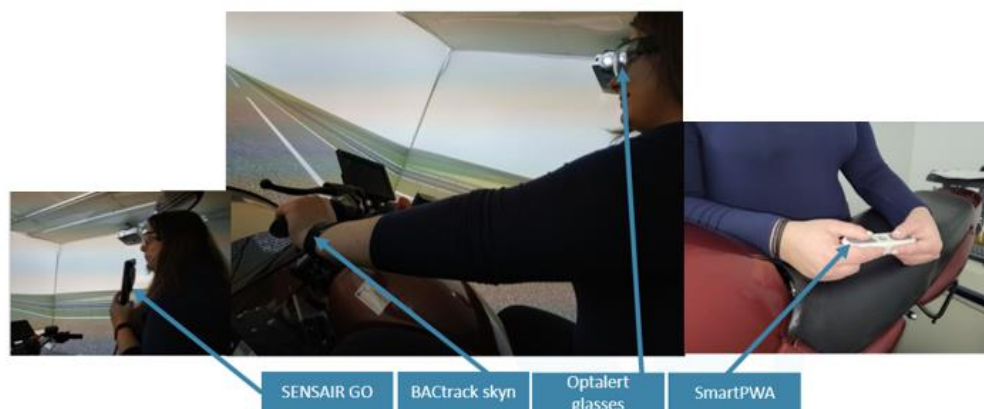 SENSAIR GO
BACtrack skyn
Optalert
glasses
SmartPWA